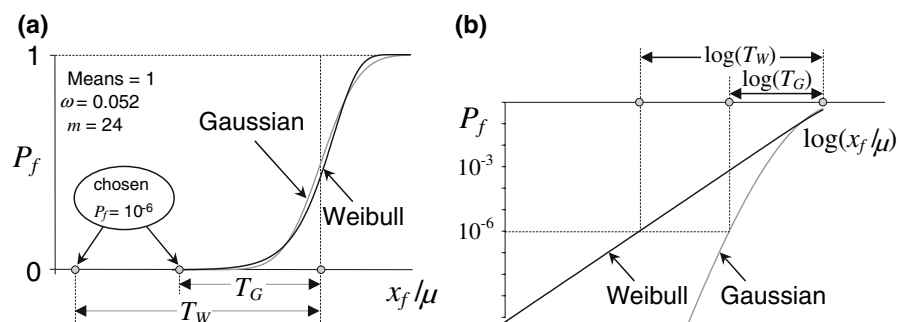 (a)
1
Means = 1
ω = 0.052
m = 24
Gaussian
P_f
chosen
P_f = 10^-6
Weibull
0
T_G
x_f/μ
T_W
(b)
log(T_W)
log(T_G)
P_f
log(x_f/μ)
10^-3
10^-6
Weibull
Gaussian